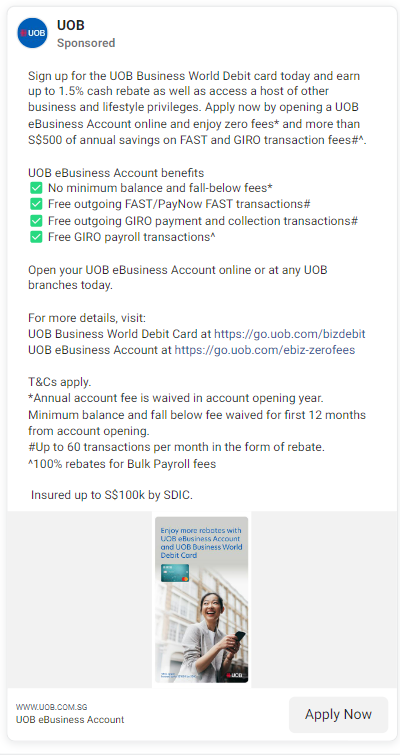 UOB
Sponsored
UOB
Sign up for the UOB Business World Debit card today and earn
up to 1.5% cash rebate as well as access a host of other
business and lifestyle privileges. Apply now by opening a UOB
eBusiness Account online and enjoy zero fees* and more than
S$500 of annual savings on FAST and GIRO transaction fees#^.
UOB eBusiness Account benefits
✅ No minimum balance and fall-below fees*
✅ Free outgoing FAST/PayNow FAST transactions#
✅ Free outgoing GIRO payment and collection transactions#
✅ Free GIRO payroll transactions^
Open your UOB eBusiness Account online or at any UOB
branches today.
For more details, visit:
UOB Business World Debit Card at https://go.uob.com/bizdebit
UOB eBusiness Account at https://go.uob.com/ebiz-zerofees
T&Cs apply.
*Annual account fee is waived in account opening year.
Minimum balance and fall below fee waived for first 12 months
from account opening.
#Up to 60 transactions per month in the form of rebate.
^100% rebates for Bulk Payroll fees
Insured up to S$100k by SDIC.
Enjoy more rebates with
UOB eBusiness Account
and UOB Business World
Debit Card
UOB
WWW.UOB.COM.SG
UOB eBusiness Account
Apply Now